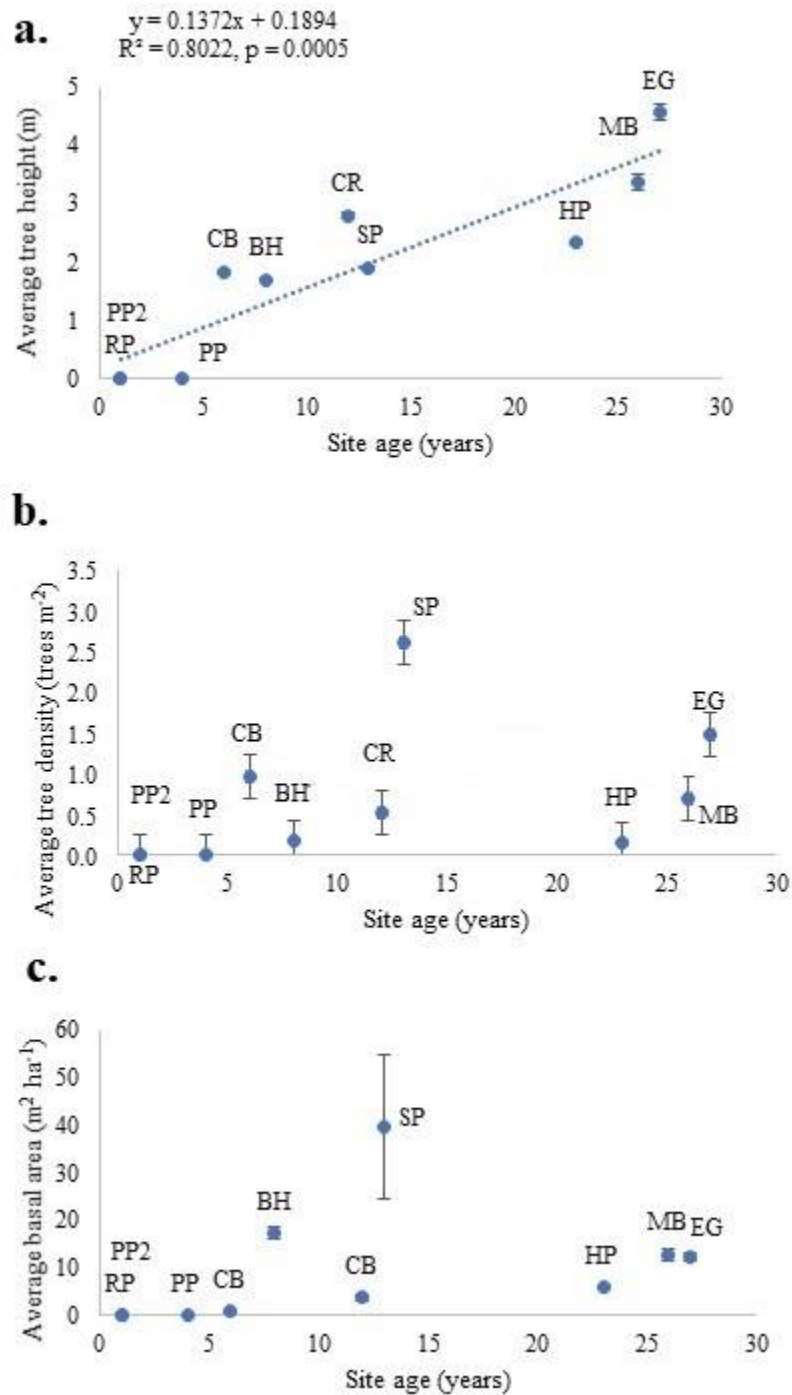 a.
y = 0.1372x + 0.1894
R² = 0.8022, p = 0.0005
Average tree height (m)
5
4
3
2
1
0
EG
MB
CR
HP
SP
CB BH
PP2
RP
PP
0 5 10 15 20 25 30
Site age (years)
b.
Average tree density (trees m-2)
3.5
3.0
2.5
2.0
1.5
1.0
0.5
0.0
SP
EG
CB
CR
PP2
PP
BH
HP
MB
RP
0 5 10 15 20 25 30
Site age (years)
c.
Average basal area (m² ha-1)
60
50
40
30
20
10
0
SP
BH
MB EG
PP2
HP
CB
RP
PP
CB
0 5 10 15 20 25 30
Site age (years)